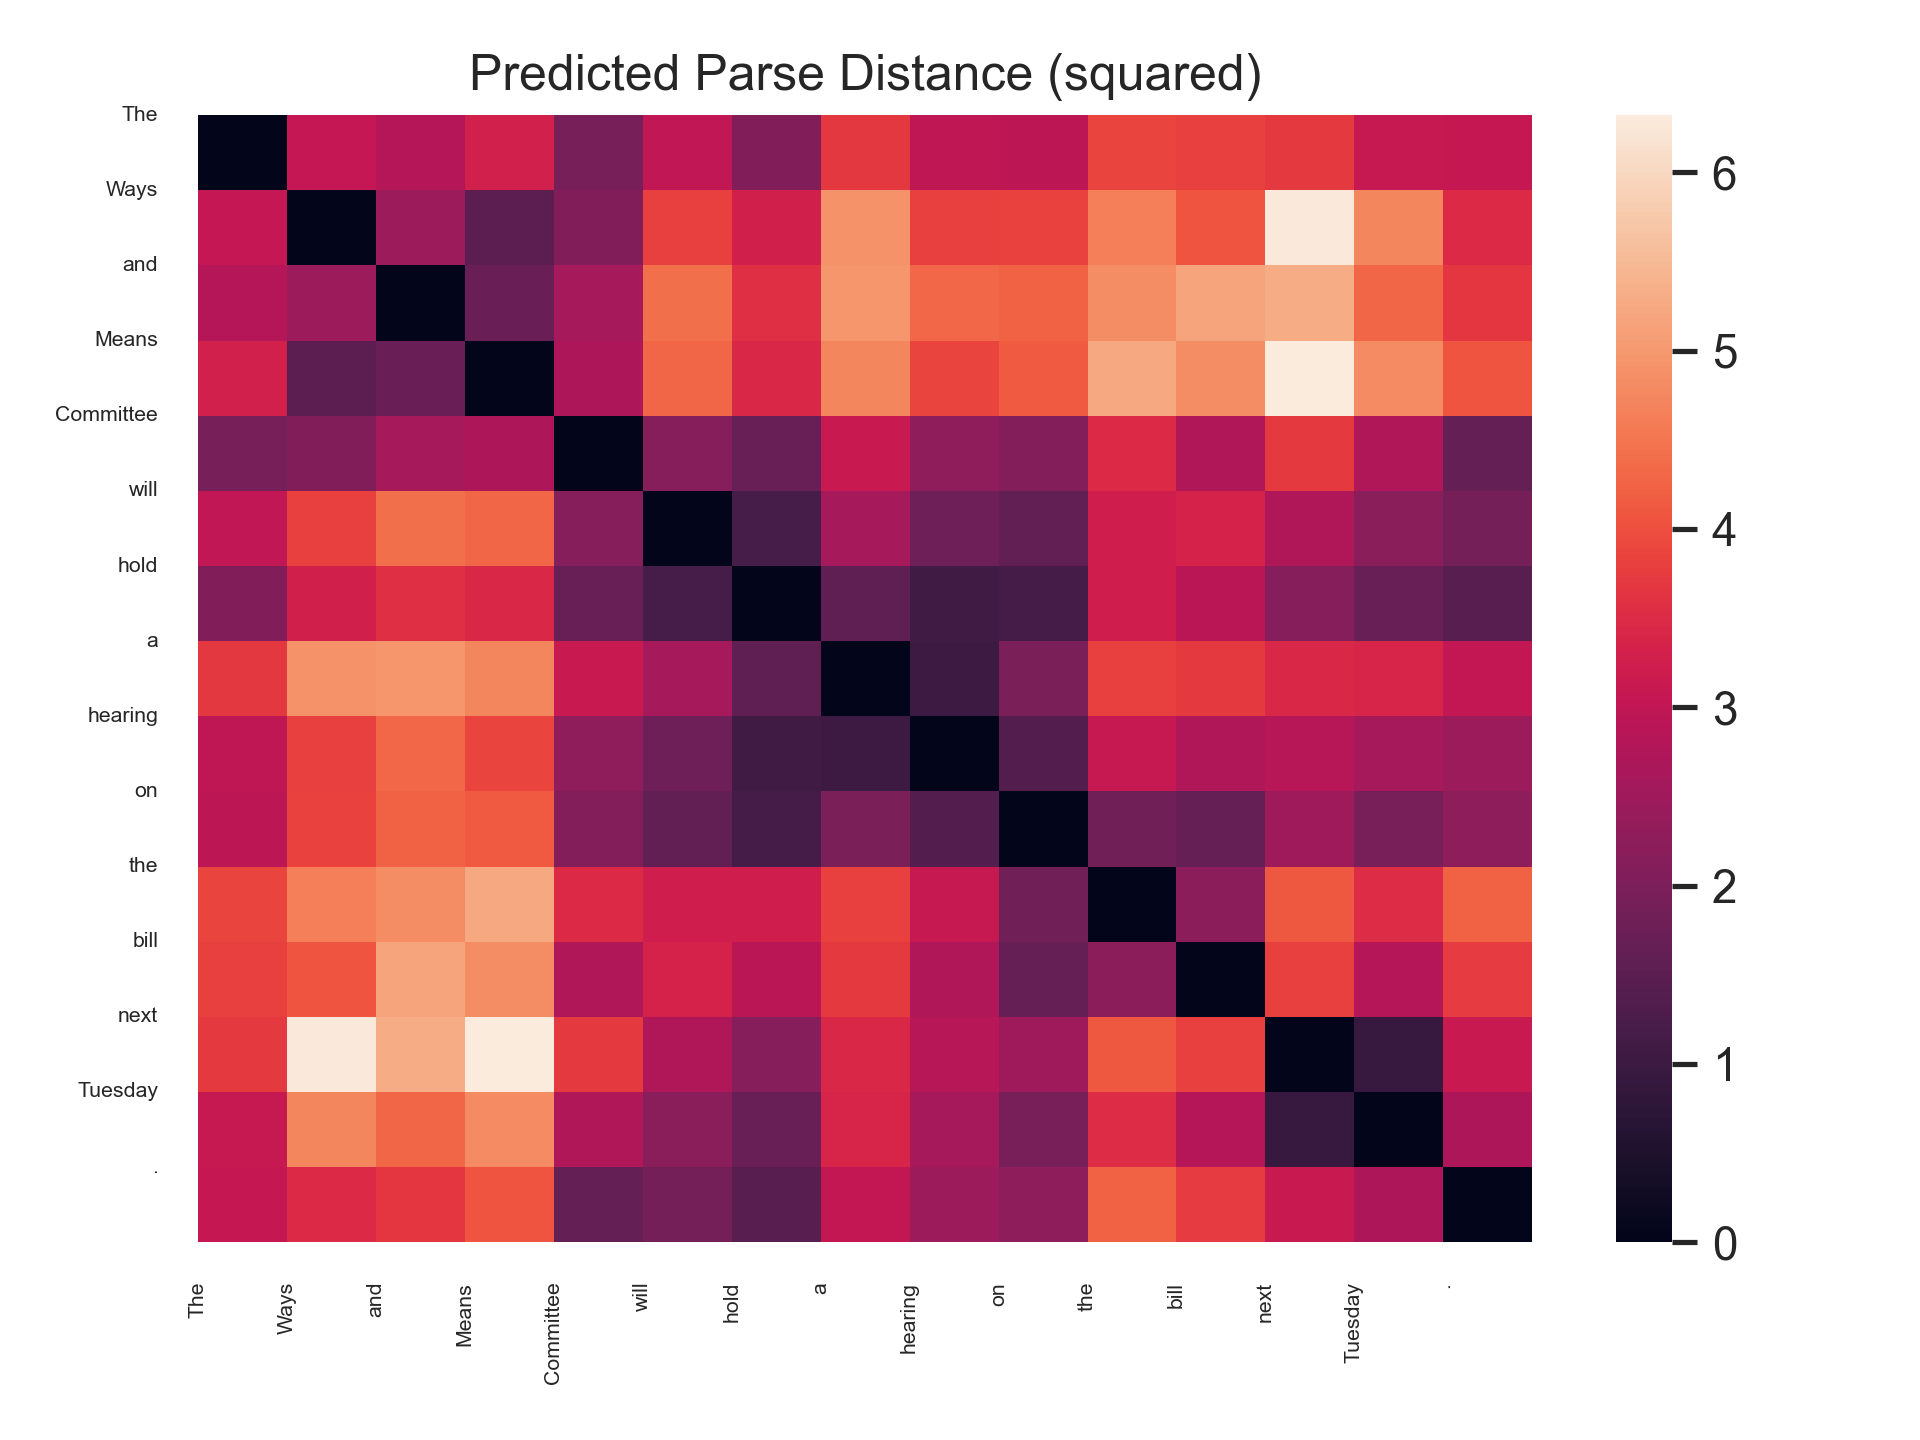 Predicted Parse Distance (squared)
The
Ways
and
Means
Committee
will
hold
a
hearing
on
the
bill
next
Tuesday
.
6
5
4
3
2
1
0
The
Ways
and
Means
Committee
will
hold
a
hearing
on
the
bill
next
Tuesday
.